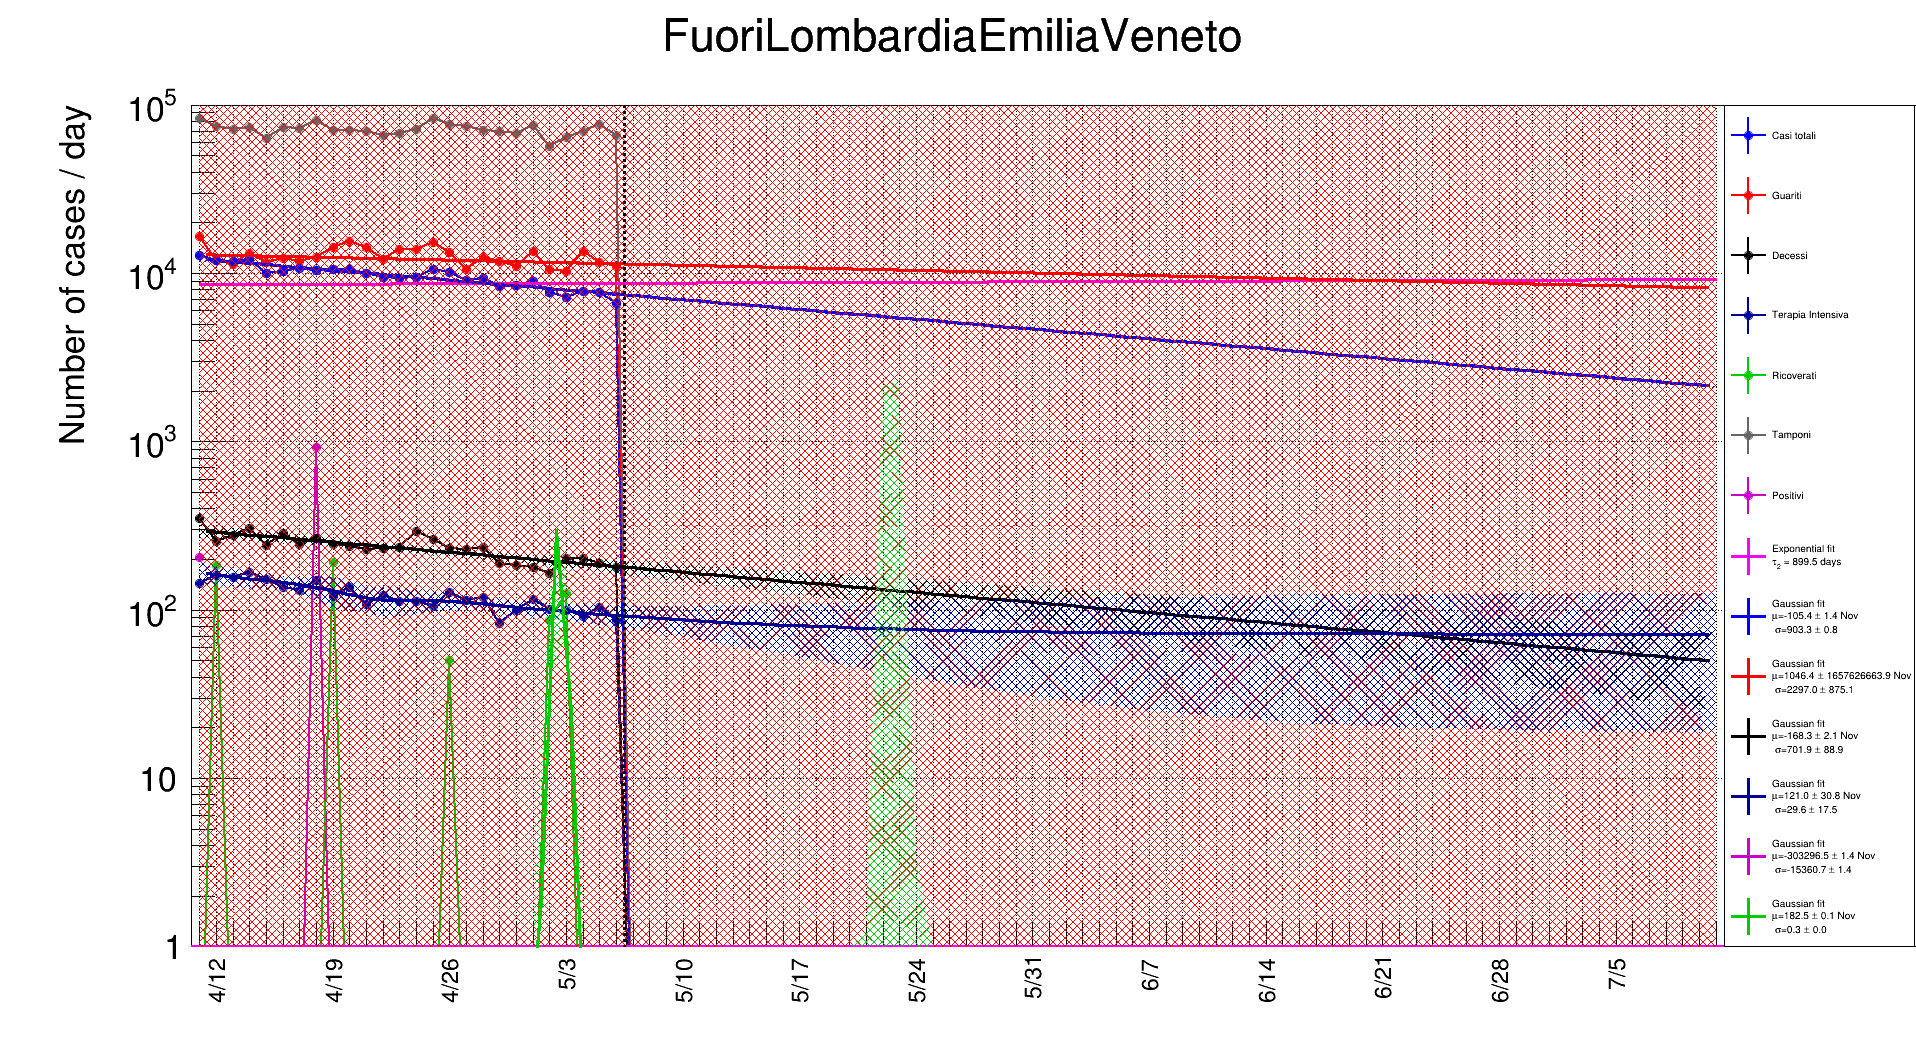 FuoriLombardiaEmiliaVeneto
Number of cases / day
10^5
10^4
10^3
10^2
10
1
4/12
4/19
4/26
5/3
5/10
5/17
5/24
5/31
6/7
6/14
6/21
6/28
7/5
Casi totali
Guariti
Decessi
Terapia Intensiva
Ricoverati
Tamponi
Positivi
Exponential fit
τ2 = 899.5 days
Gaussian fit
μ=-105.4 ± 1.4 Nov
σ=903.3 ± 0.8
Gaussian fit
μ=1046.4 ± 1657626663.9 Nov
σ=2297.0 ± 875.1
Gaussian fit
μ=-168.3 ± 2.1 Nov
σ=701.9 ± 88.9
Gaussian fit
μ=121.0 ± 30.8 Nov
σ=29.6 ± 17.5
Gaussian fit
μ=-303296.5 ± 1.4 Nov
σ=-15360.7 ± 1.4
Gaussian fit
μ=182.5 ± 0.1 Nov
σ=0.3 ± 0.0